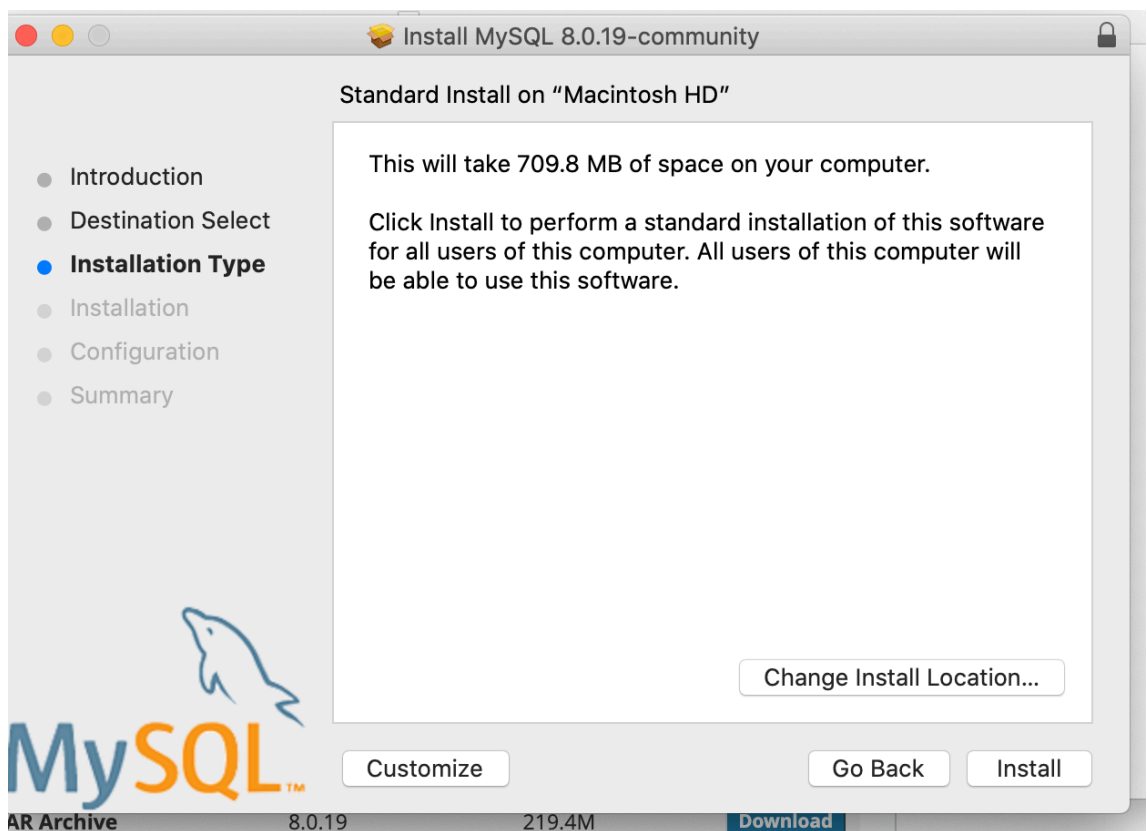 Install MySQL 8.0.19-community
Standard Install on “Macintosh HD”
Introduction
Destination Select
Installation Type
Installation
Configuration
Summary
This will take 709.8 MB of space on your computer.
Click Install to perform a standard installation of this software
for all users of this computer. All users of this computer will
be able to use this software.
Change Install Location...
MySQL™
Customize
Go Back
Install
AR Archive 8.0.19 219.4M Download